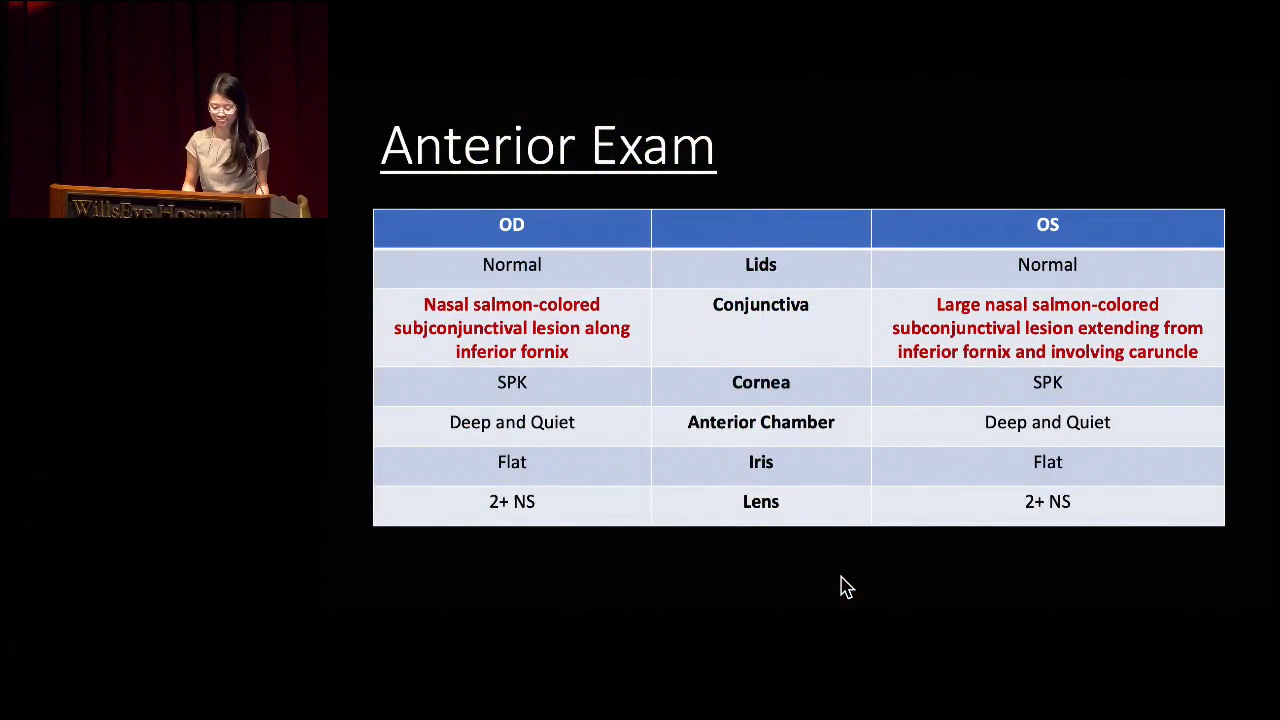 WillsEye Hospital
Anterior Exam
OD OS
Normal Lids Normal
Nasal salmon-colored Conjunctiva Large nasal salmon-colored
subjconjunctival lesion along subconjunctival lesion extending from
inferior fornix inferior fornix and involving caruncle
SPK Cornea SPK
Deep and Quiet Anterior Chamber Deep and Quiet
Flat Iris Flat
2+ NS Lens 2+ NS